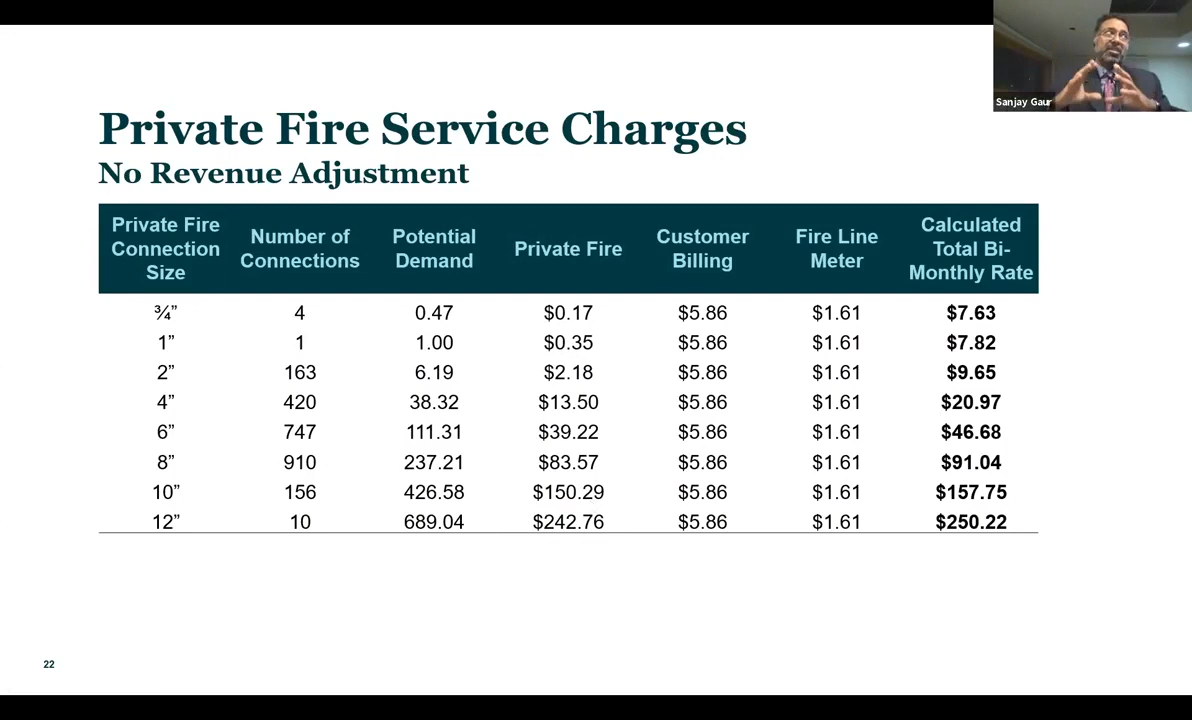 Sanjay Gaur
Private Fire Service Charges
No Revenue Adjustment
Private Fire Connection Size | Number of Connections | Potential Demand | Private Fire | Customer Billing | Fire Line Meter | Calculated Total Bi-Monthly Rate
¾” 4 0.47 $0.17 $5.86 $1.61 $7.63
1” 1 1.00 $0.35 $5.86 $1.61 $7.82
2” 163 6.19 $2.18 $5.86 $1.61 $9.65
4” 420 38.32 $13.50 $5.86 $1.61 $20.97
6” 747 111.31 $39.22 $5.86 $1.61 $46.68
8” 910 237.21 $83.57 $5.86 $1.61 $91.04
10” 156 426.58 $150.29 $5.86 $1.61 $157.75
12” 10 689.04 $242.76 $5.86 $1.61 $250.22
22